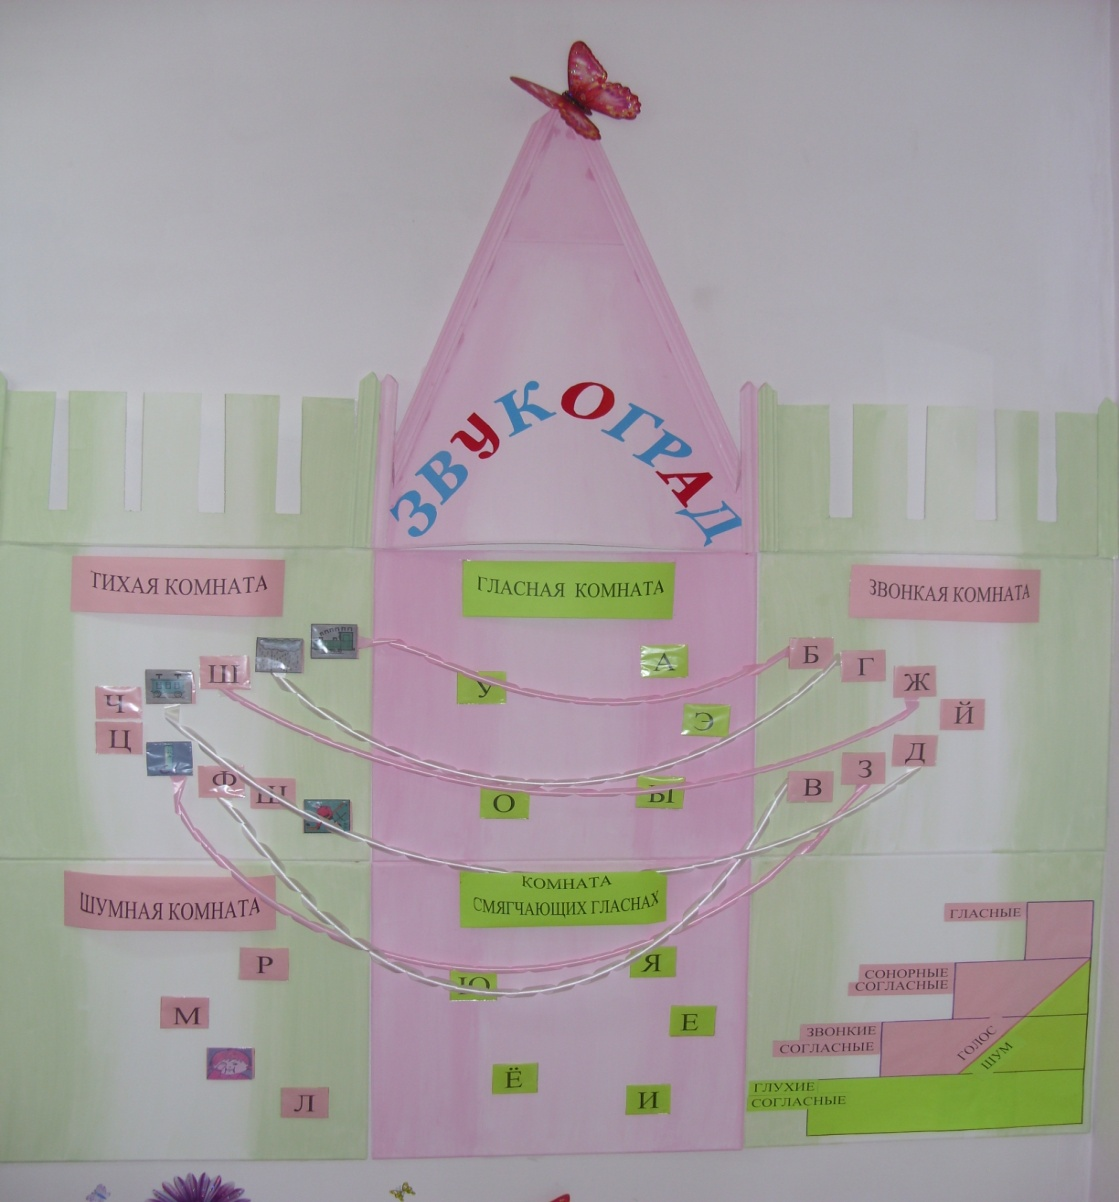 ЗВУКОГРАД
ТИХАЯ КОМНАТА
Ш
Ч
Ц
Ф
Ш
ГЛАСНАЯ КОМНАТА
А
У
Э
О
Ы
ЗВОНКАЯ КОМНАТА
Б
Г
Ж
Й
Д
З
В
ШУМНАЯ КОМНАТА
Р
М
Л
КОМНАТА
СМЯГЧАЮЩИХ ГЛАСНАХ
Я
Ю
Е
Ё
И
ГЛАСНЫЕ
СОНОРНЫЕ
СОГЛАСНЫЕ
ЗВОНКИЕ
СОГЛАСНЫЕ
ГОЛОС
ШУМ
ГЛУХИЕ
СОГЛАСНЫЕ